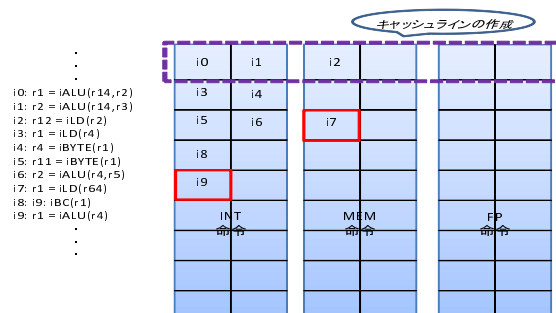 キャッシュラインの作成
i0 i1 i2
i3 i4
i5 i6 i7
i8
i9
INT
命令
MEM
命令
FP
命令
i0: r1 = iALU(r14,r2)
i1: r2 = iALU(r14,r3)
i2: r12 = iLD(r2)
i3: r1 = iLD(r4)
i4: r4 = iBYTE(r1)
i5: r11 = iBYTE(r1)
i6: r2 = iALU(r4,r5)
i7: r1 = iLD(r64)
i8: i9: iBC(r1)
i9: r1 = iALU(r4)